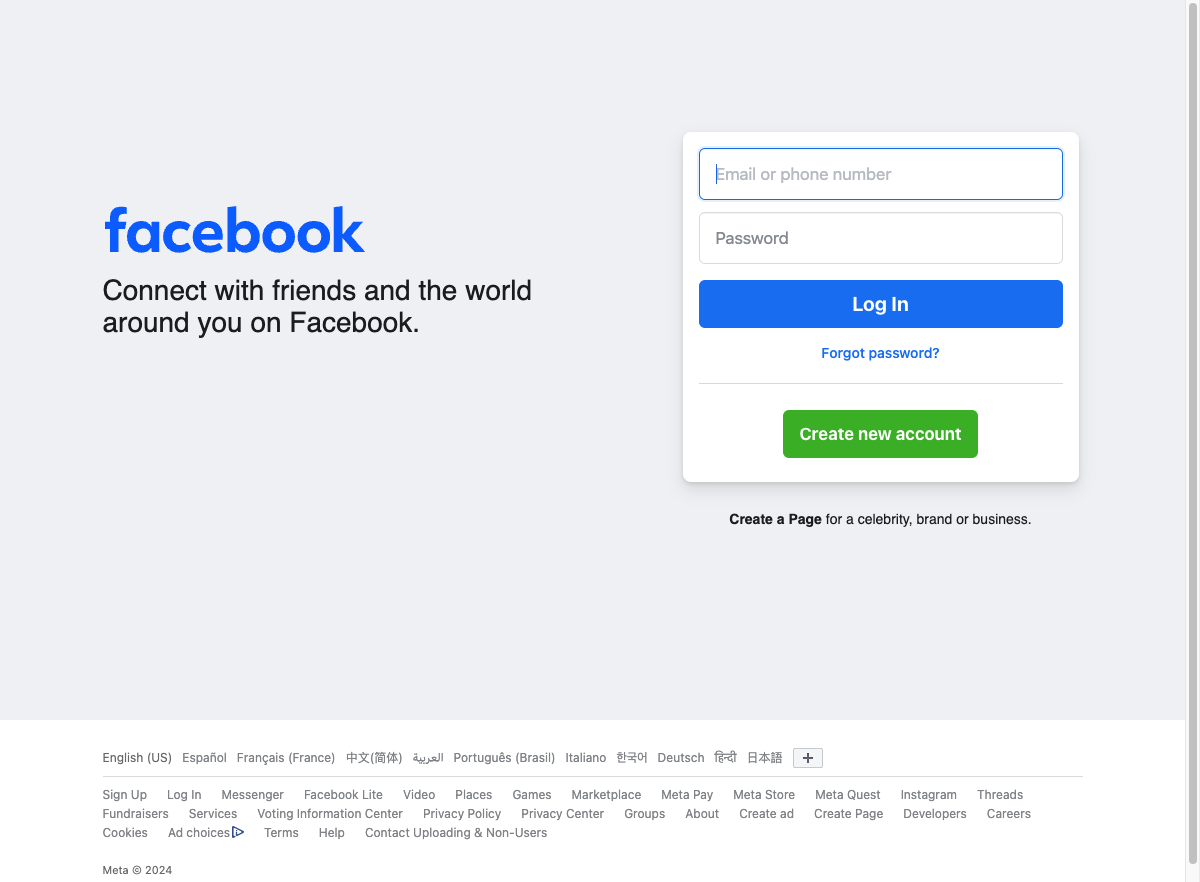 facebook
Connect with friends and the world
around you on Facebook.
Email or phone number
Password
Log In
Forgot password?
Create new account
Create a Page for a celebrity, brand or business.
English (US) Español Français (France) 中文(简体) العربية Português (Brasil) Italiano 한국어 Deutsch हिन्दी 日本語
Sign Up Log In Messenger Facebook Lite Video Places Games Marketplace Meta Pay Meta Store Meta Quest Instagram Threads
Fundraisers Services Voting Information Center Privacy Policy Privacy Center Groups About Create ad Create Page Developers Careers
Cookies Ad choices Terms Help Contact Uploading & Non-Users
Meta © 2024